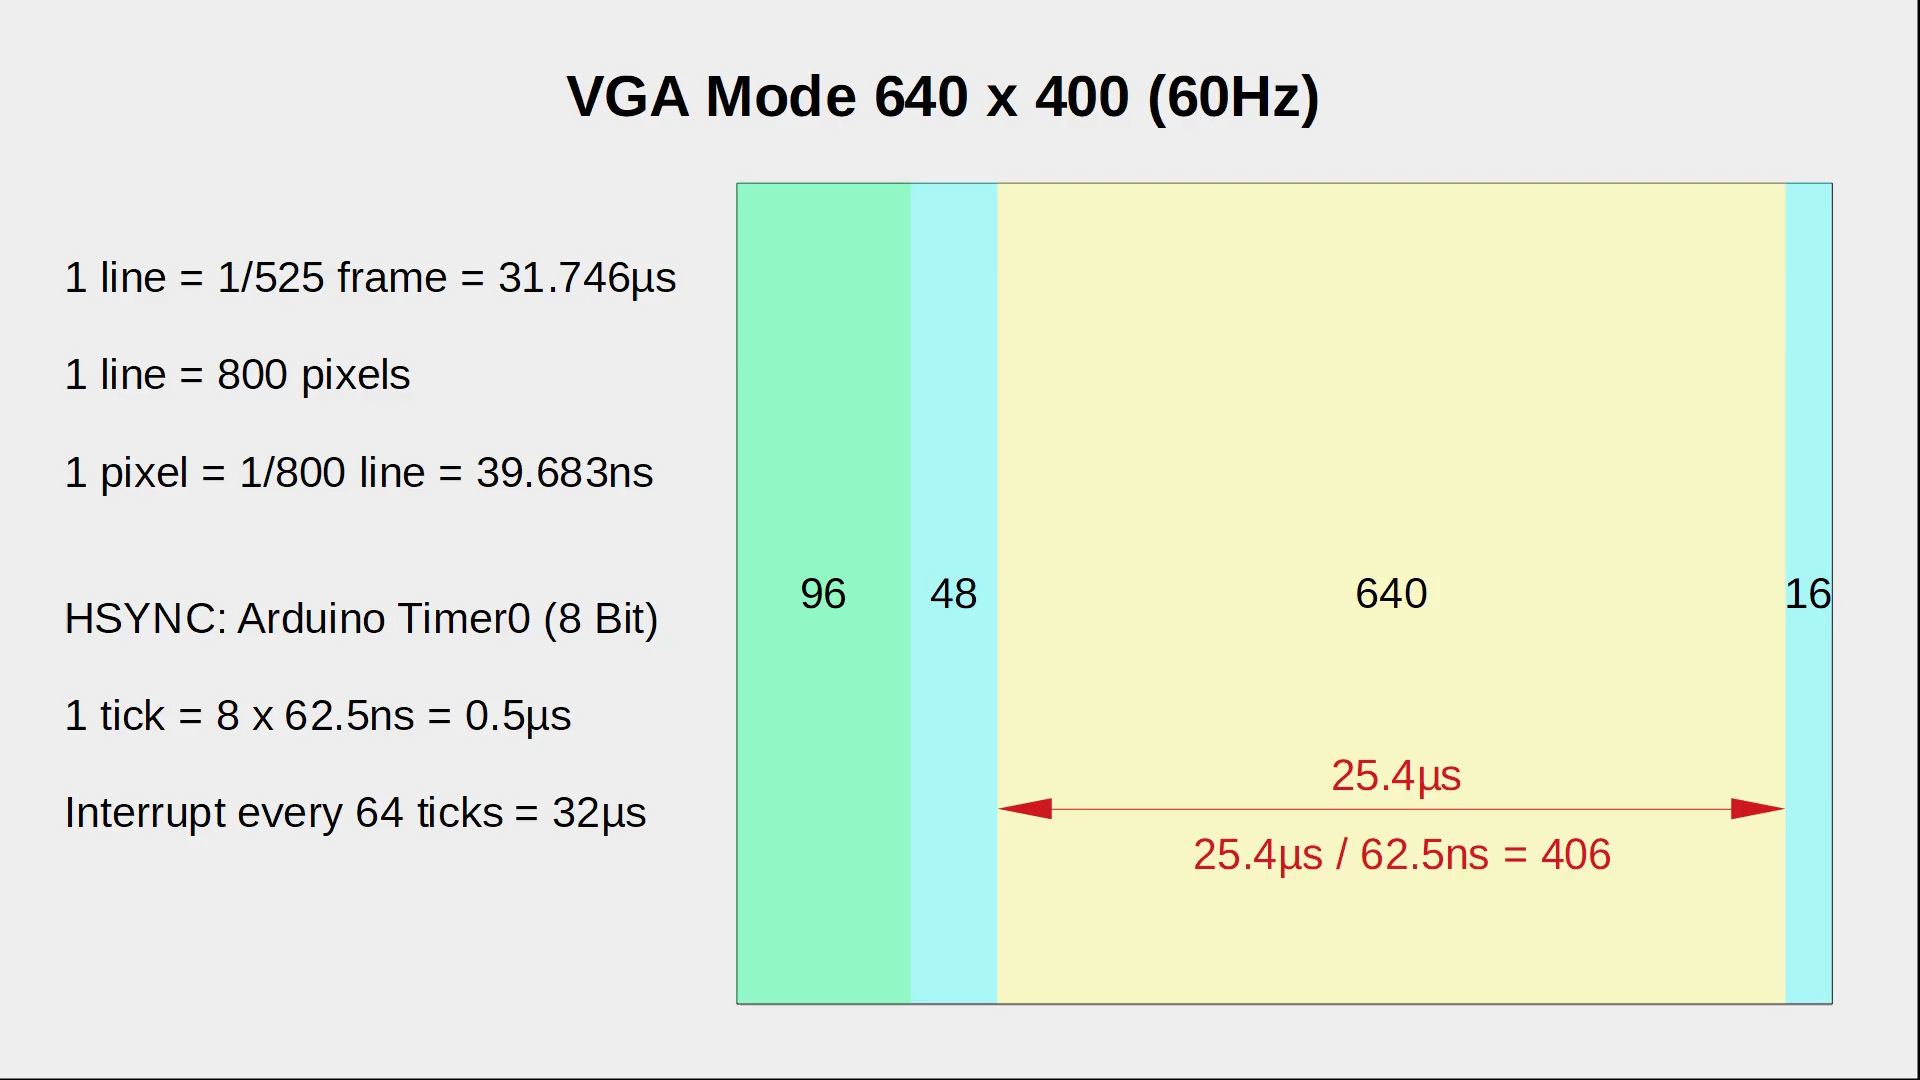 VGA Mode 640 x 400 (60Hz)
1 line = 1/525 frame = 31.746µs
1 line = 800 pixels
1 pixel = 1/800 line = 39.683ns
HSYNC: Arduino Timer0 (8 Bit)
1 tick = 8 x 62.5ns = 0.5µs
Interrupt every 64 ticks = 32µs
96 48 640 16
25.4µs
25.4µs / 62.5ns = 406